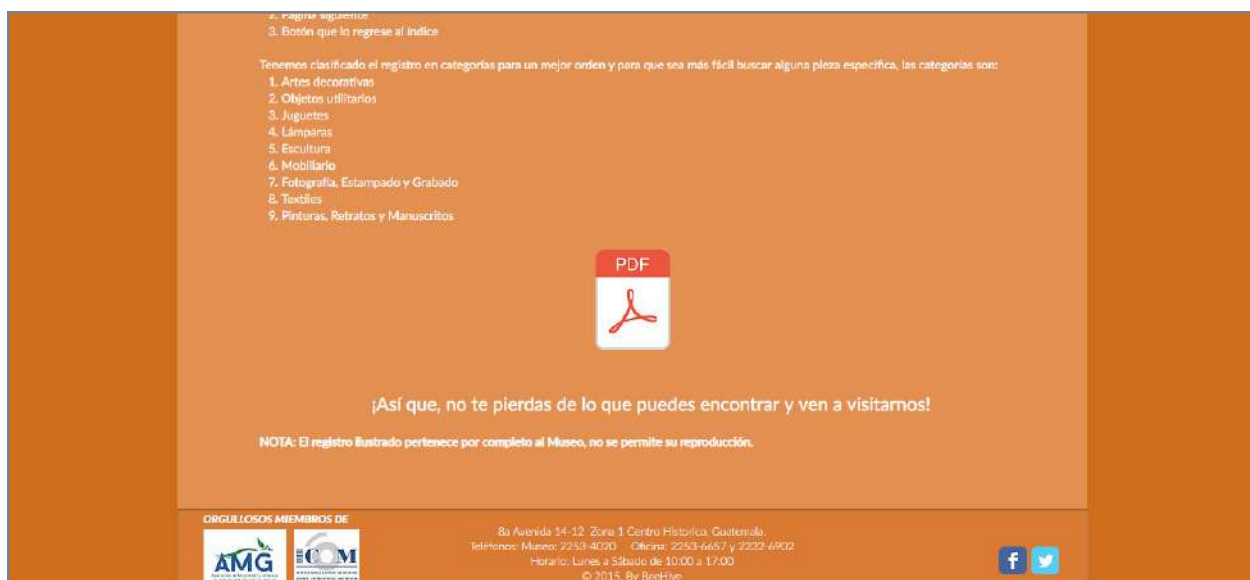 2. Página siguiente
3. Botón que lo regrese al índice
Tenemos clasificado el registro en categorías para un mejor orden y para que sea más fácil buscar alguna pieza específica, las categorías son:
1. Artes decorativas
2. Objetos utilitarios
3. Juguetes
4. Lámparas
5. Escultura
6. Mobiliario
7. Fotografía, Estampado y Grabado
8. Textiles
9. Pinturas, Retratos y Manuscritos
PDF
¡Así que, no te pierdas de lo que puedes encontrar y ven a visitarnos!
NOTA: El registro ilustrado pertenece por completo al Museo, no se permite su reproducción.
ORGULLOSOS MIEMBROS DE
AMG
ICOM
8a Avenida 14-12 Zona 1 Centro Historico, Guatemala.
Teléfonos: Museo: 2253-4020 Oficina: 2253-6657 y 2232-6902
Horario: Lunes a Sábado de 10:00 a 17:00
© 2015 By BeeHive
f